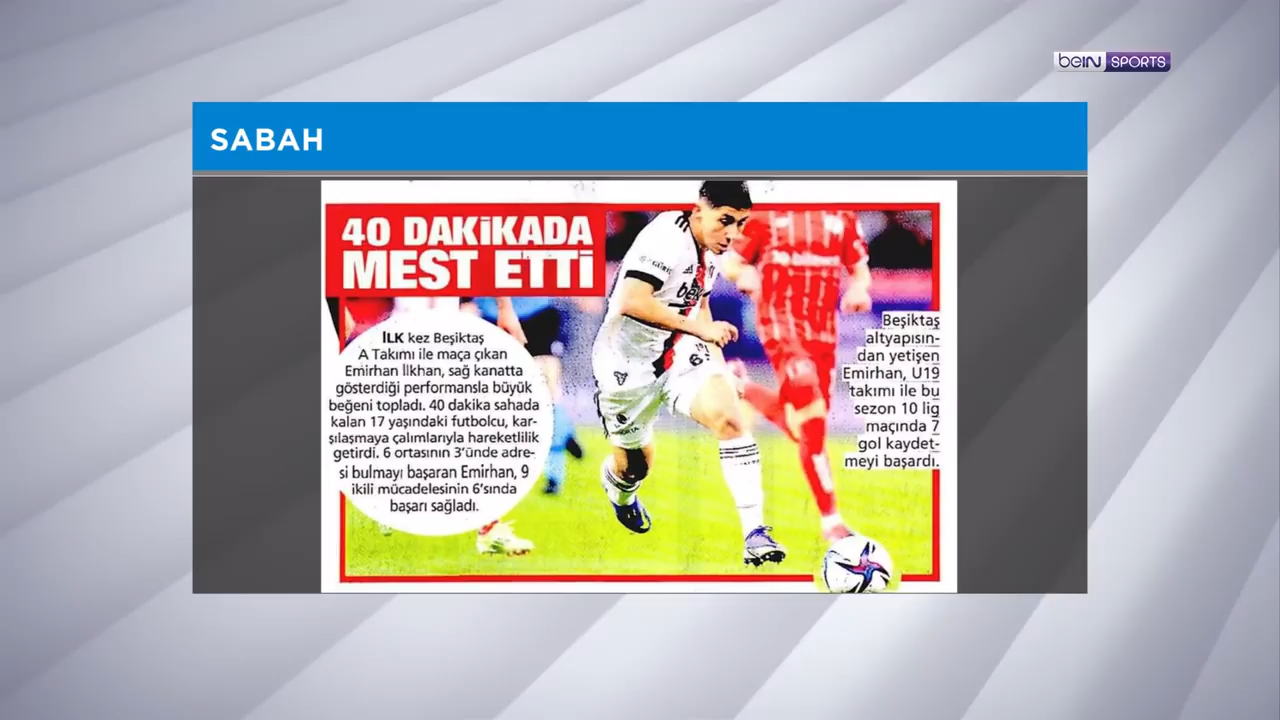 beIN SPORTS
SABAH
40 DAKİKADA
MEST ETTİ
İLK kez Beşiktaş
A Takımı ile maça çıkan
Emirhan İlkhan, sağ kanatta
gösterdiği performansla büyük
beğeni topladı. 40 dakika sahada
kalan 17 yaşındaki futbolcu, kar-
şılaşmaya çalımlarıyla hareketlilik
getirdi. 6 ortasının 3'ünde adre-
si bulmayı başaran Emirhan, 9
ikili mücadelesinin 6'sında
başarı sağladı.
Beşiktaş
altyapısın-
dan yetişen
Emirhan, U19
takımı ile bu
sezon 10 lig
maçında 7
gol kaydet-
meyi başardı.